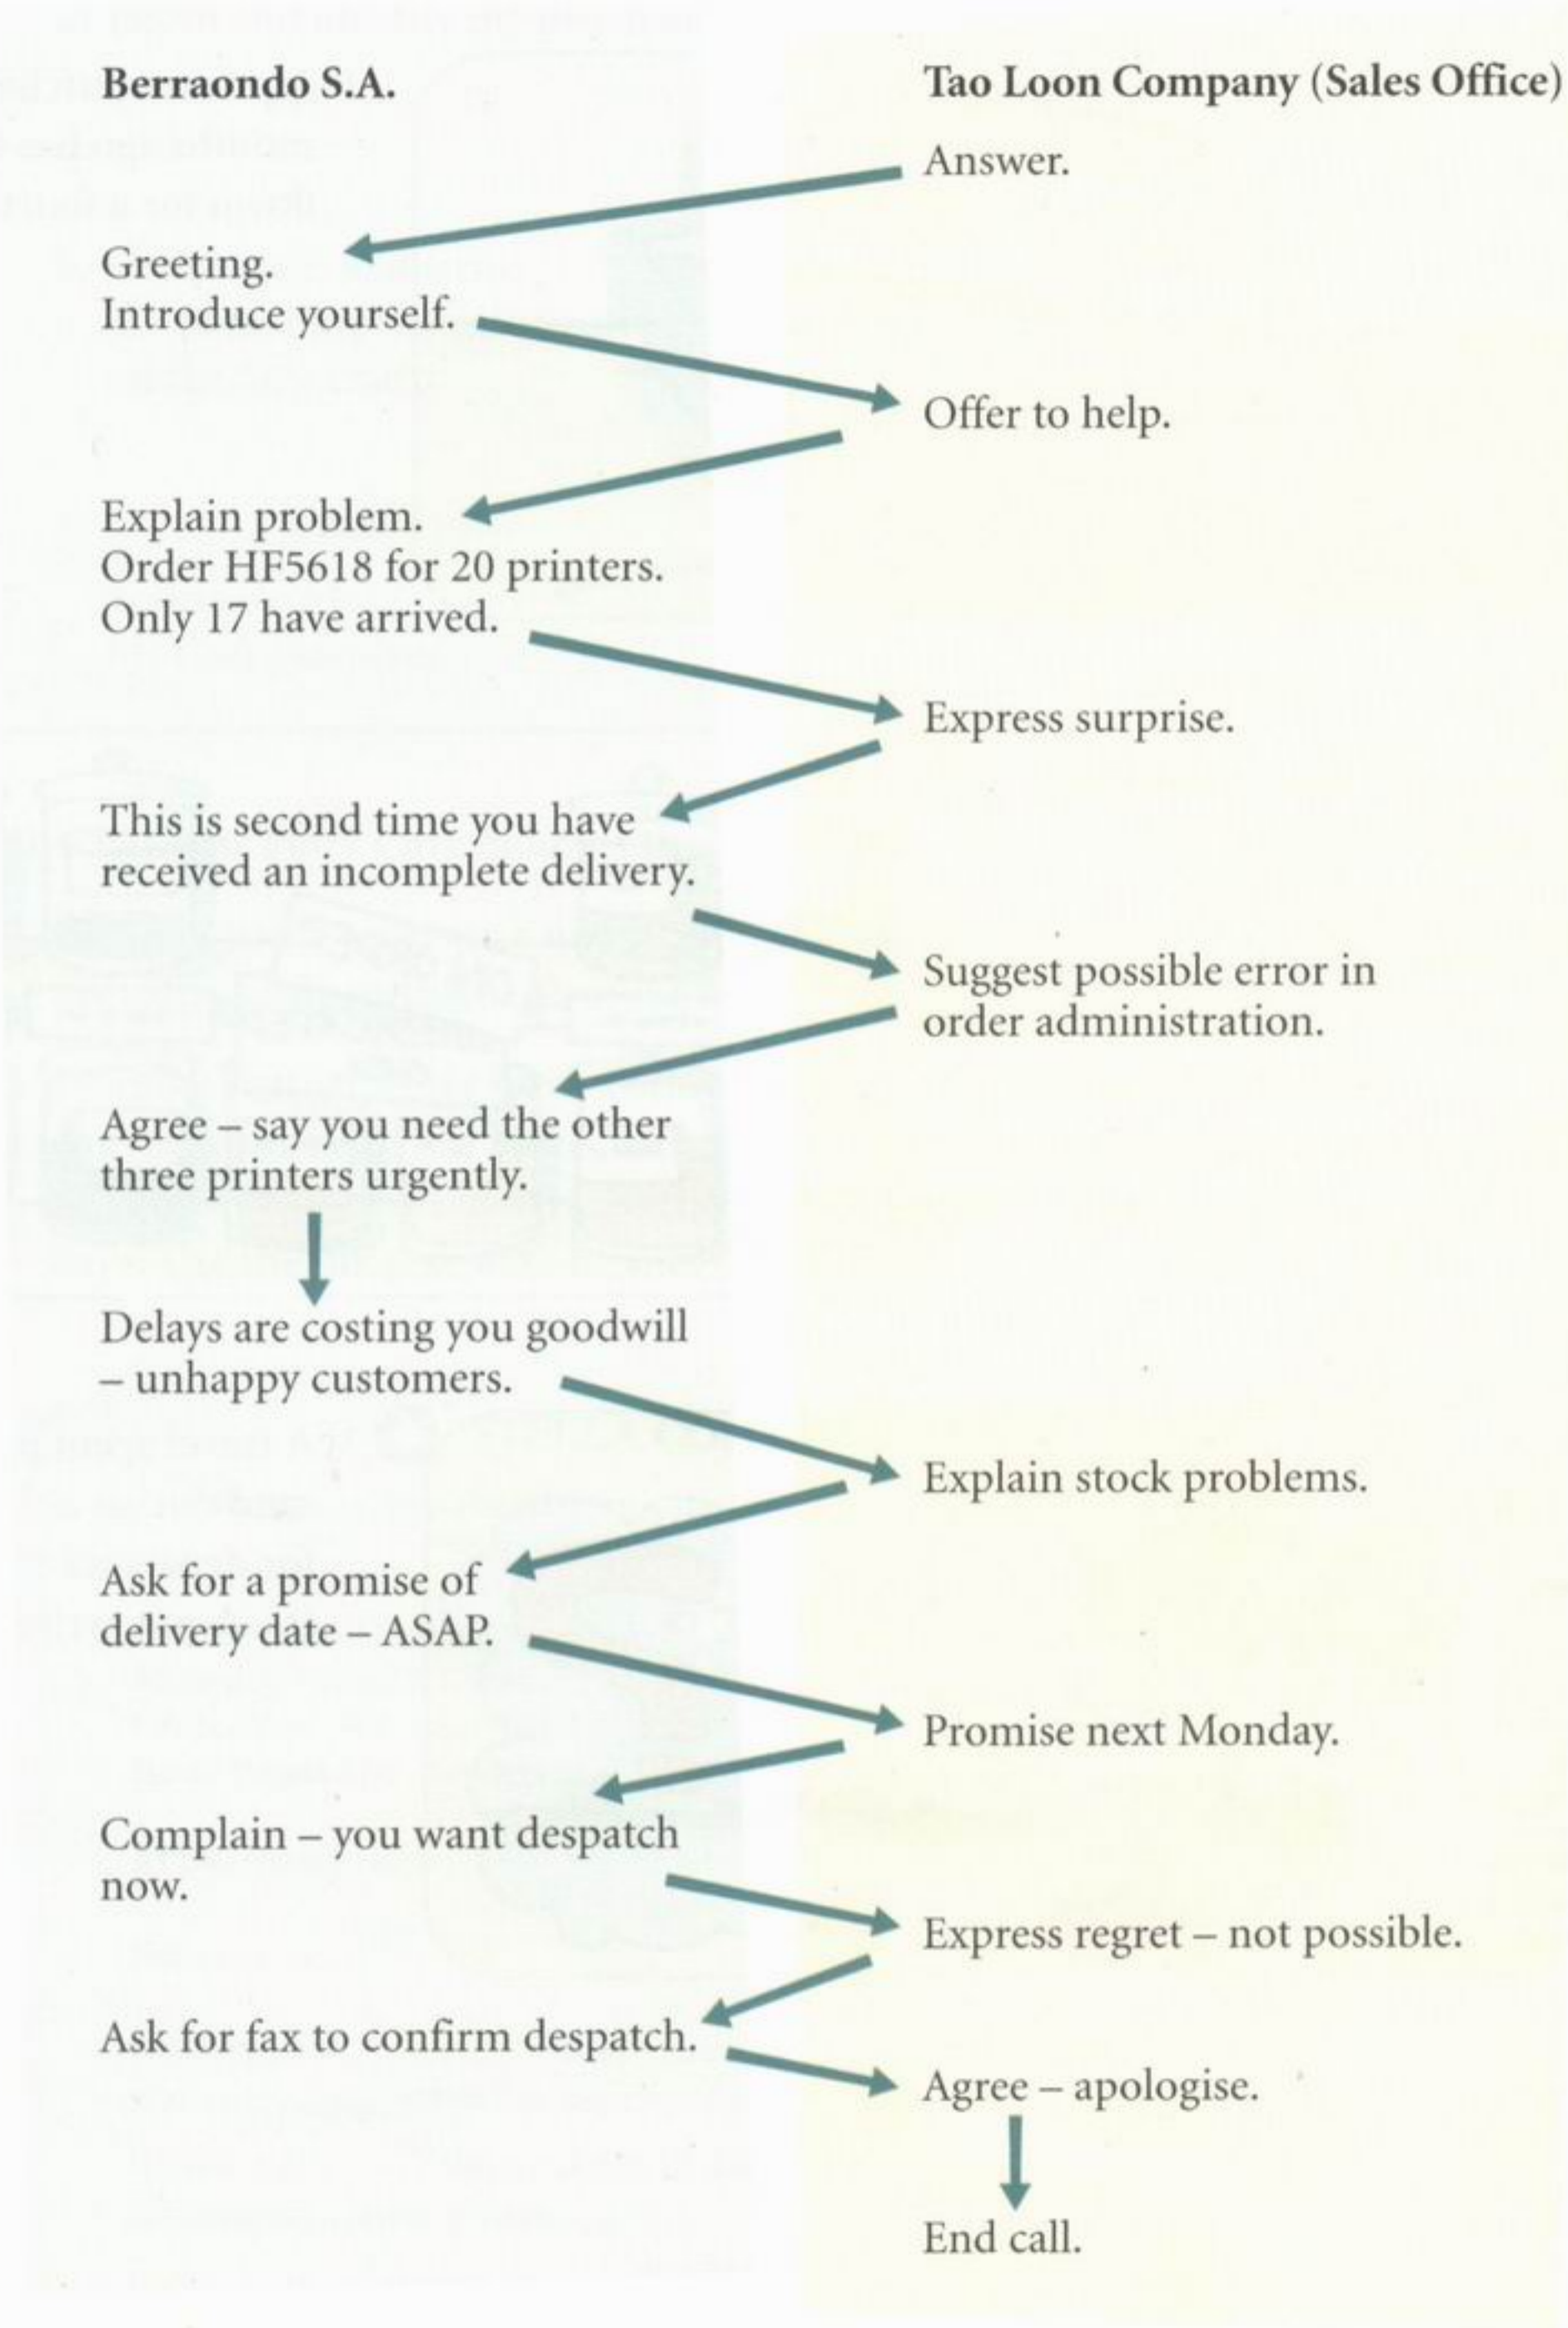 Berraondo S.A.
Tao Loon Company (Sales Office)
Answer.
Greeting.
Introduce yourself.
Offer to help.
Explain problem.
Order HF5618 for 20 printers.
Only 17 have arrived.
Express surprise.
This is second time you have
received an incomplete delivery.
Suggest possible error in
order administration.
Agree – say you need the other
three printers urgently.
Delays are costing you goodwill
– unhappy customers.
Explain stock problems.
Ask for a promise of
delivery date – ASAP.
Promise next Monday.
Complain – you want despatch
now.
Express regret – not possible.
Ask for fax to confirm despatch.
Agree – apologise.
End call.